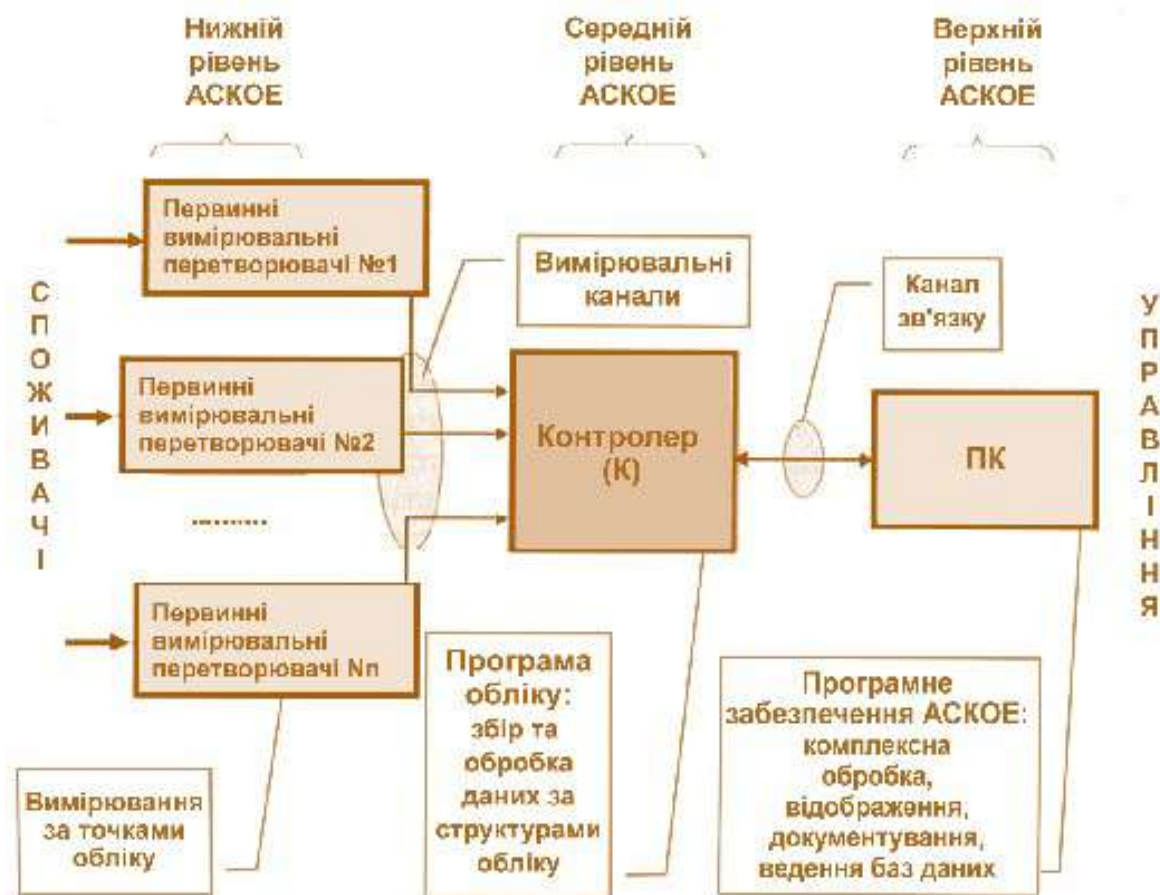 Нижній
рівень
АСКОЕ
Середній
рівень
АСКОЕ
Верхній
рівень
АСКОЕ
СПОЖИВАЧІ
Первинні
вимірювальні
перетворювачі №1
Первинні
вимірювальні
перетворювачі №2
..........
Первинні
вимірювальні
перетворювачі Nn
Вимірювальні
канали
Контролер
(К)
Канал
зв'язку
ПК
УПРАВЛІННЯ
Вимірювання
за точками
обліку
Програма
обліку:
збір та
обробка
даних за
структурами
обліку
Програмне
забезпечення АСКОЕ:
комплексна
обробка,
відображення,
документування,
ведення баз даних